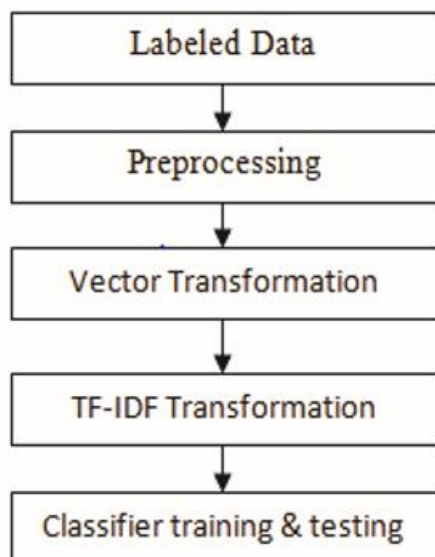 Labeled Data
Preprocessing
Vector Transformation
TF-IDF Transformation
Classifier training & testing